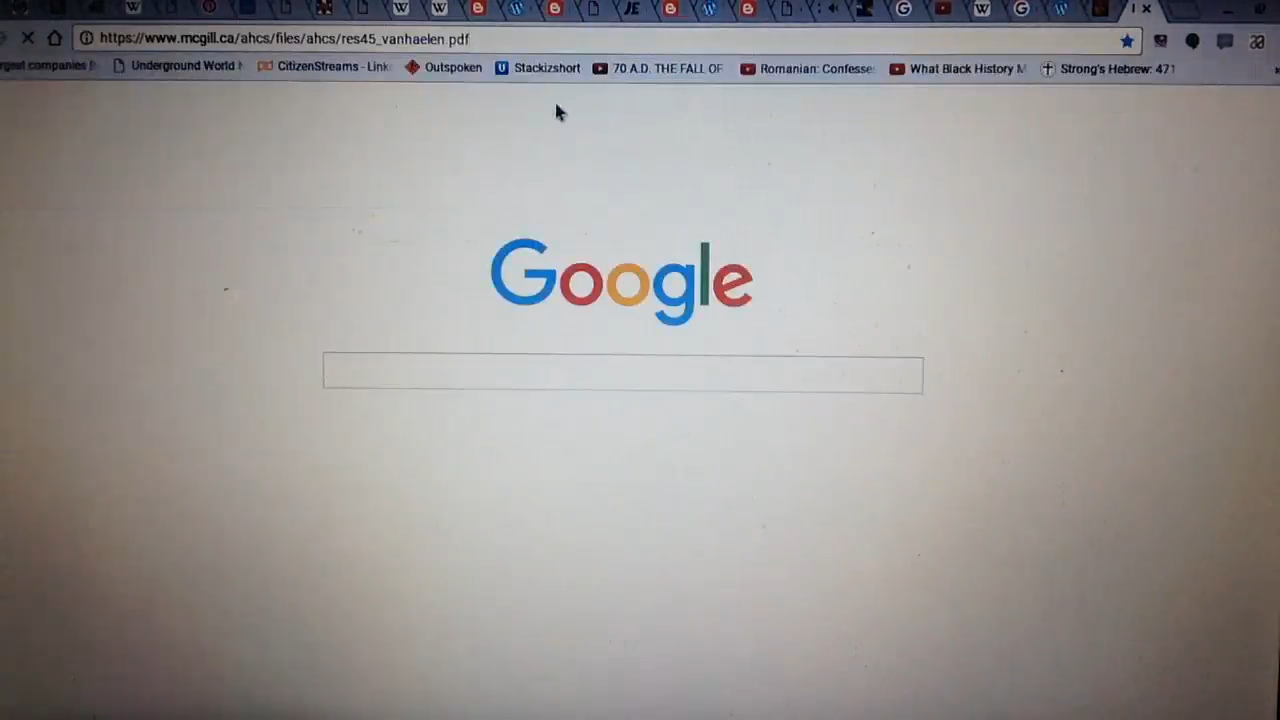 https://www.mcgill.ca/ahcs/files/ahcs/res45_vanhaelen.pdf
companies Underground World CitizenStreams - Link Outspoken Stackizshort 70 A.D. THE FALL OF Romanian: Confesse What Black History M Strong's Hebrew: 471
Google